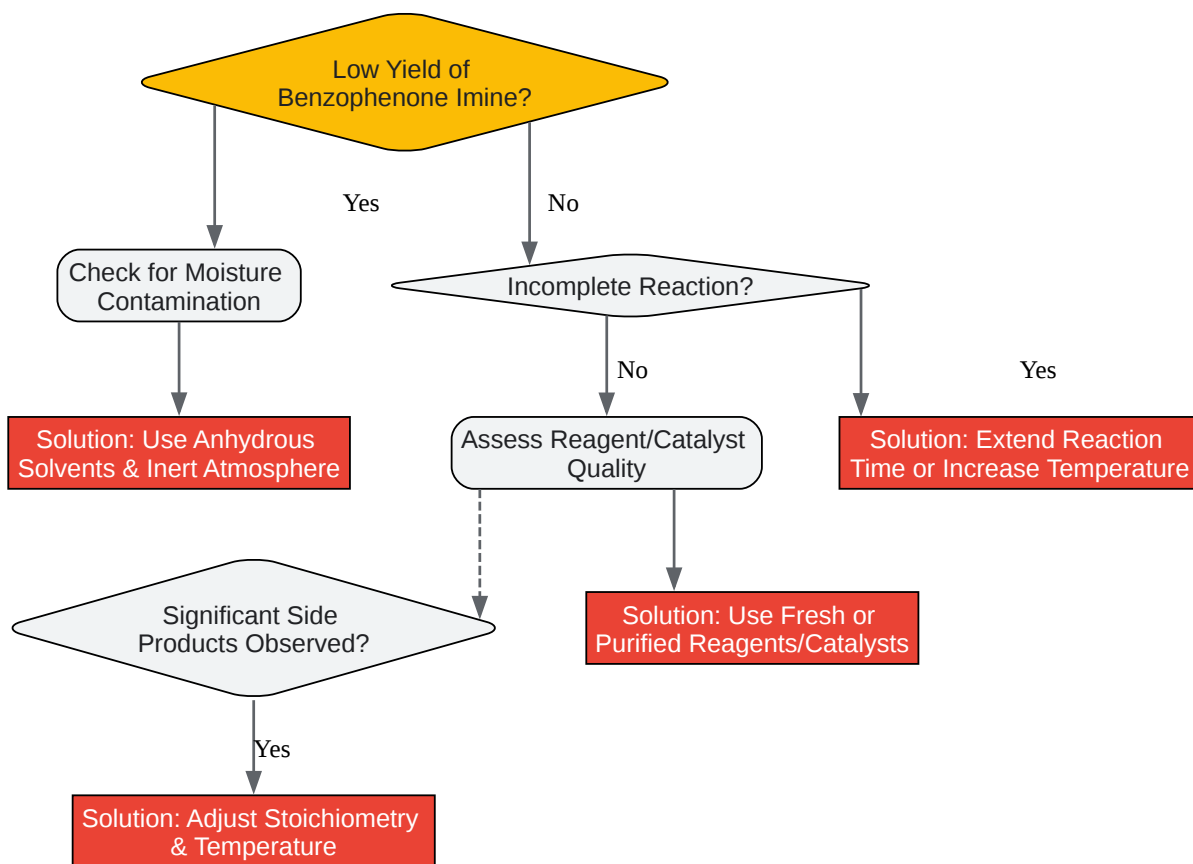 Low Yield of
Benzophenone Imine?
Yes
No
Check for Moisture
Contamination
Incomplete Reaction?
No
Yes
Solution: Use Anhydrous
Solvents & Inert Atmosphere
Assess Reagent/Catalyst
Quality
Solution: Extend Reaction
Time or Increase Temperature
Significant Side
Products Observed?
Solution: Use Fresh or
Purified Reagents/Catalysts
Yes
Solution: Adjust Stoichiometry
& Temperature